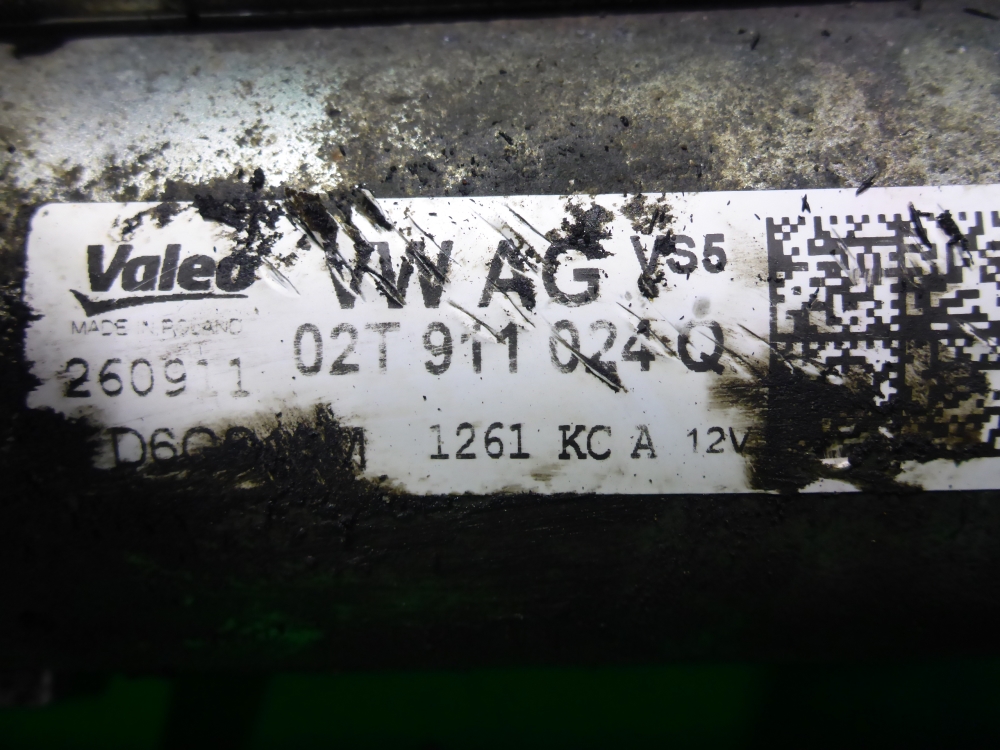 Valeo VW AG VS5
MADE IN POLAND
02T 911 024 Q
260911
1261 KC A 12V